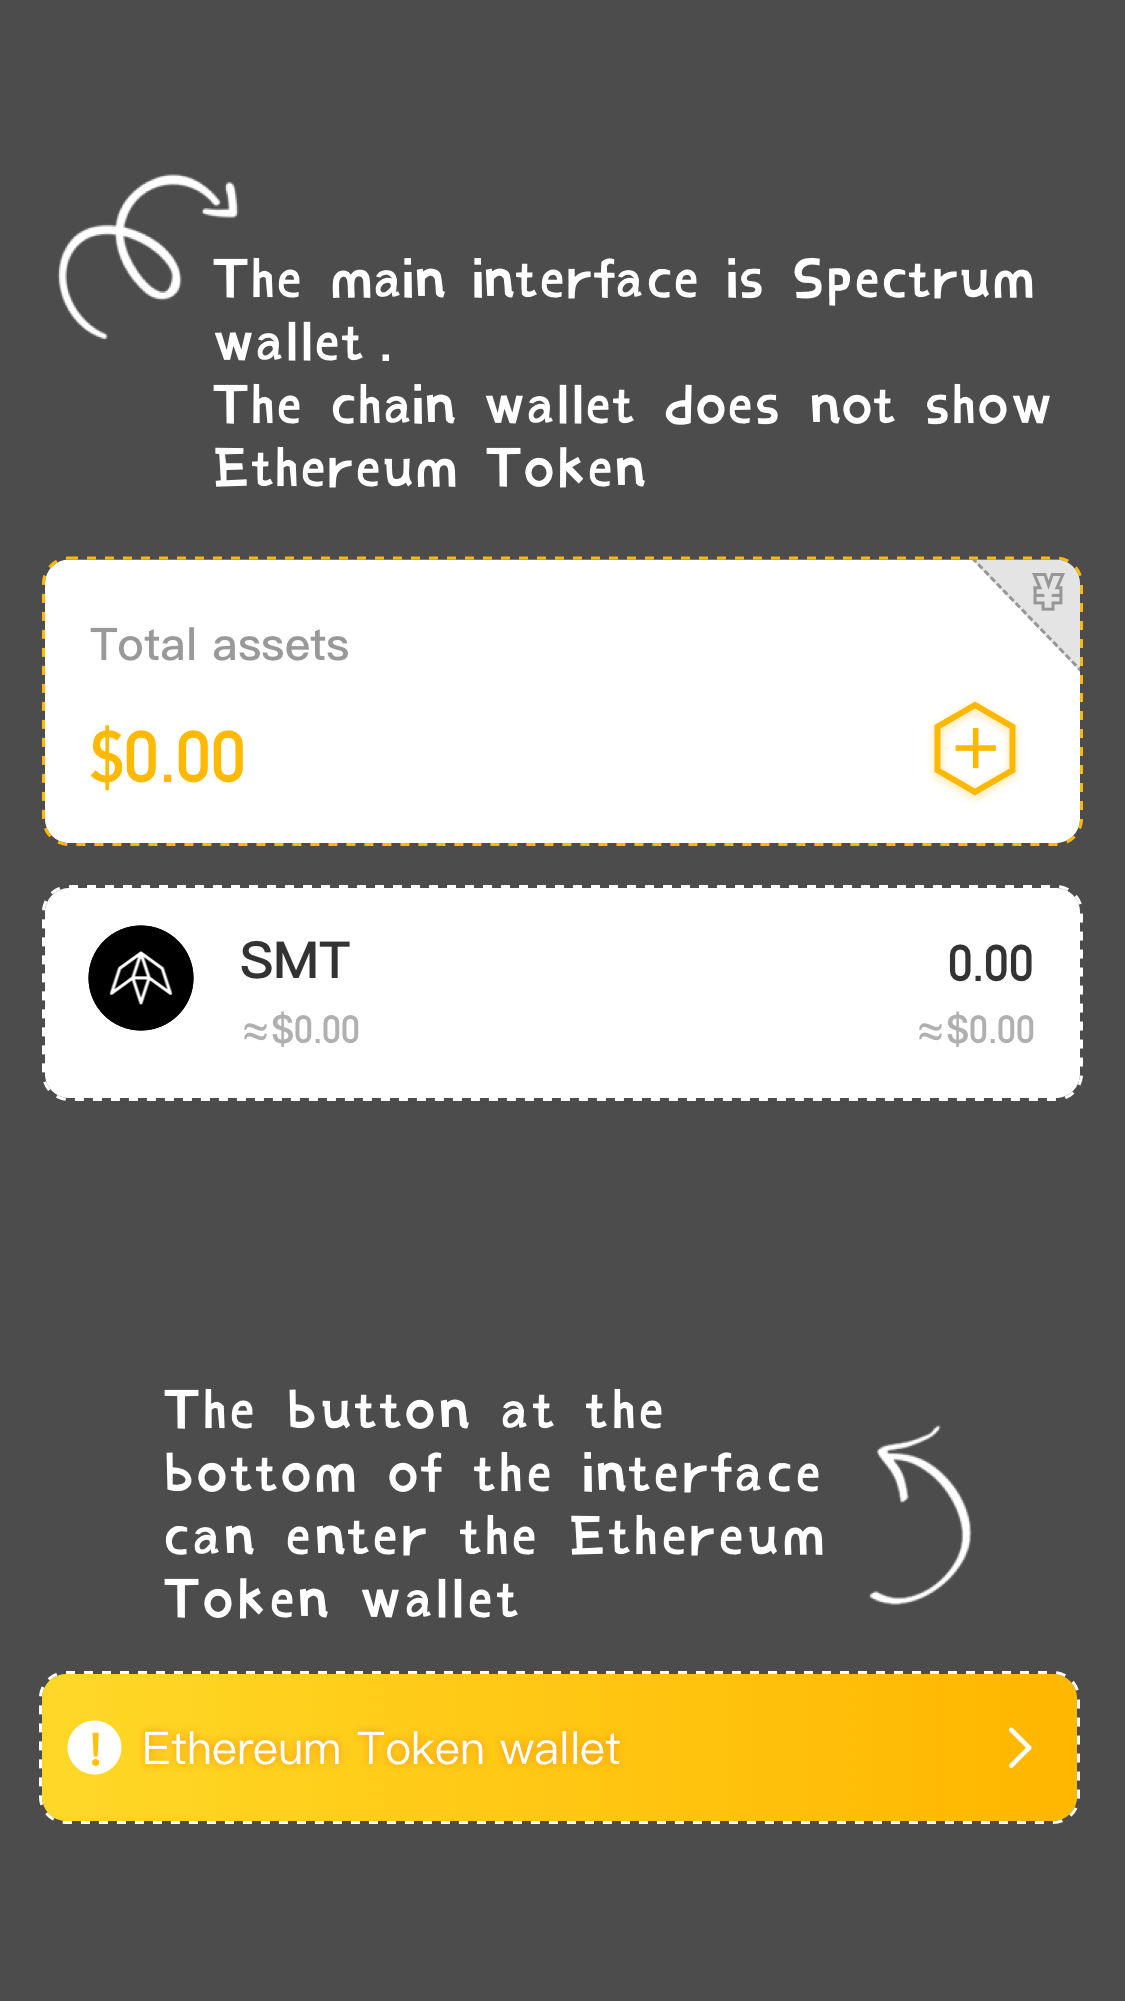 The main interface is Spectrum
wallet .
The chain wallet does not show
Ethereum Token
¥
Total assets
$0.00
SMT
0.00
≈$0.00
≈$0.00
The button at the
bottom of the interface
can enter the Ethereum
Token wallet
! Ethereum Token wallet